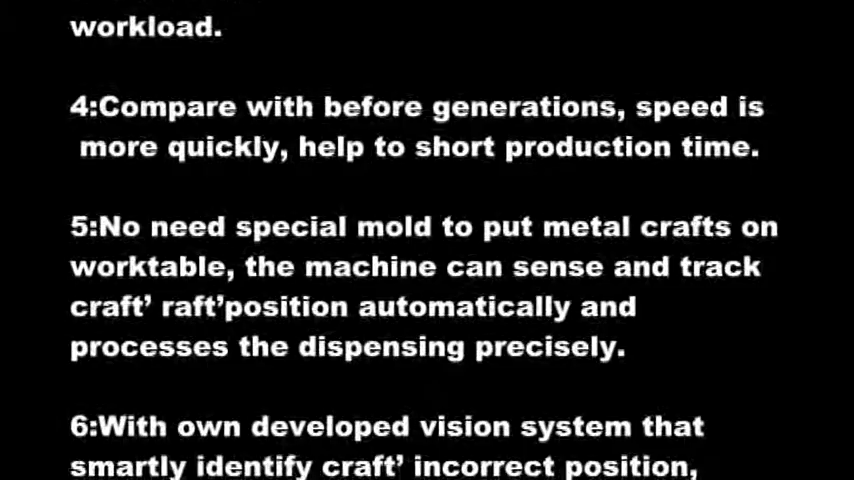 workload.
4:Compare with before generations, speed is
more quickly, help to short production time.
5:No need special mold to put metal crafts on
worktable, the machine can sense and track
craft’ raft’position automatically and
processes the dispensing precisely.
6:With own developed vision system that
smartly identify craft’ incorrect position,